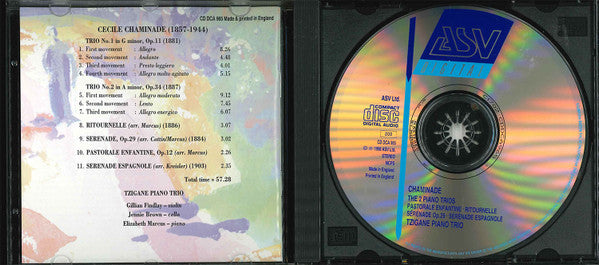 CD DCA 965 Made & printed in England
CECILE CHAMINADE (1857-1944)
TRIO No.1 in G minor, Op.11 (1881)
1. First movement : Allegro 8.26
2. Second movement : Andante 4.48
3. Third movement : Presto leggiero 4.01
4. Fourth movement : Allegro molto agitato 5.15
TRIO No.2 in A minor, Op.34 (1887)
5. First movement : Allegro moderato 9.12
6. Second movement : Lento 7.45
7. Third movement : Allegro energico 6.07
8 RITOURNELLE (arr. Marcus) (1886) 3.07
9 SERENADE, Op.29 (arr. Cottin/Marcus) (1884) 3.02
10 PASTORALE ENFANTINE, Op.12 (arr. Marcus) 2.26
11. SERENADE ESPAGNOLE (arr. Kreisler) (1903) 2.35
Total time = 57.28
TZIGANE PIANO TRIO
Gillian Findlay – violin
Jennie Brown – cello
Elizabeth Marcus – piano
ASV
DIGITAL
ASV Ltd
COMPACT
disc
DIGITAL AUDIO
DDD
CD DCA 965
STEREO
MCPS
Made in England
Printed in England
CHAMINADE
THE 2 PIANO TRIOS
PASTORALE ENFANTINE · RITOURNELLE
SERENADE Op.29 · SERENADE ESPAGNOLE
TZIGANE PIANO TRIO